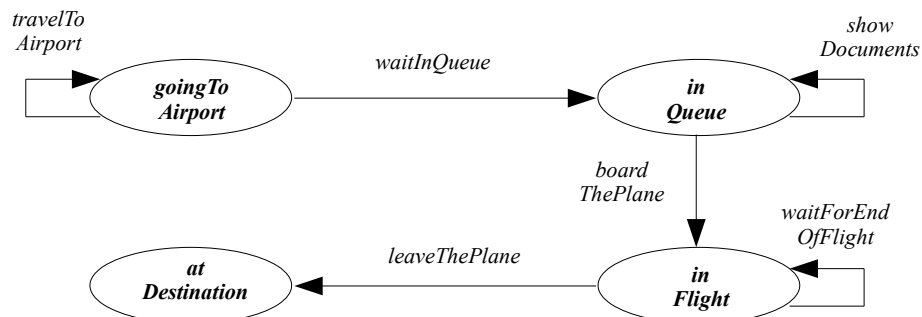 travelTo
Airport
waitInQueue
show
Documents
goingTo
Airport
in
Queue
board
ThePlane
waitForEnd
OfFlight
leaveThePlane
at
Destination
in
Flight